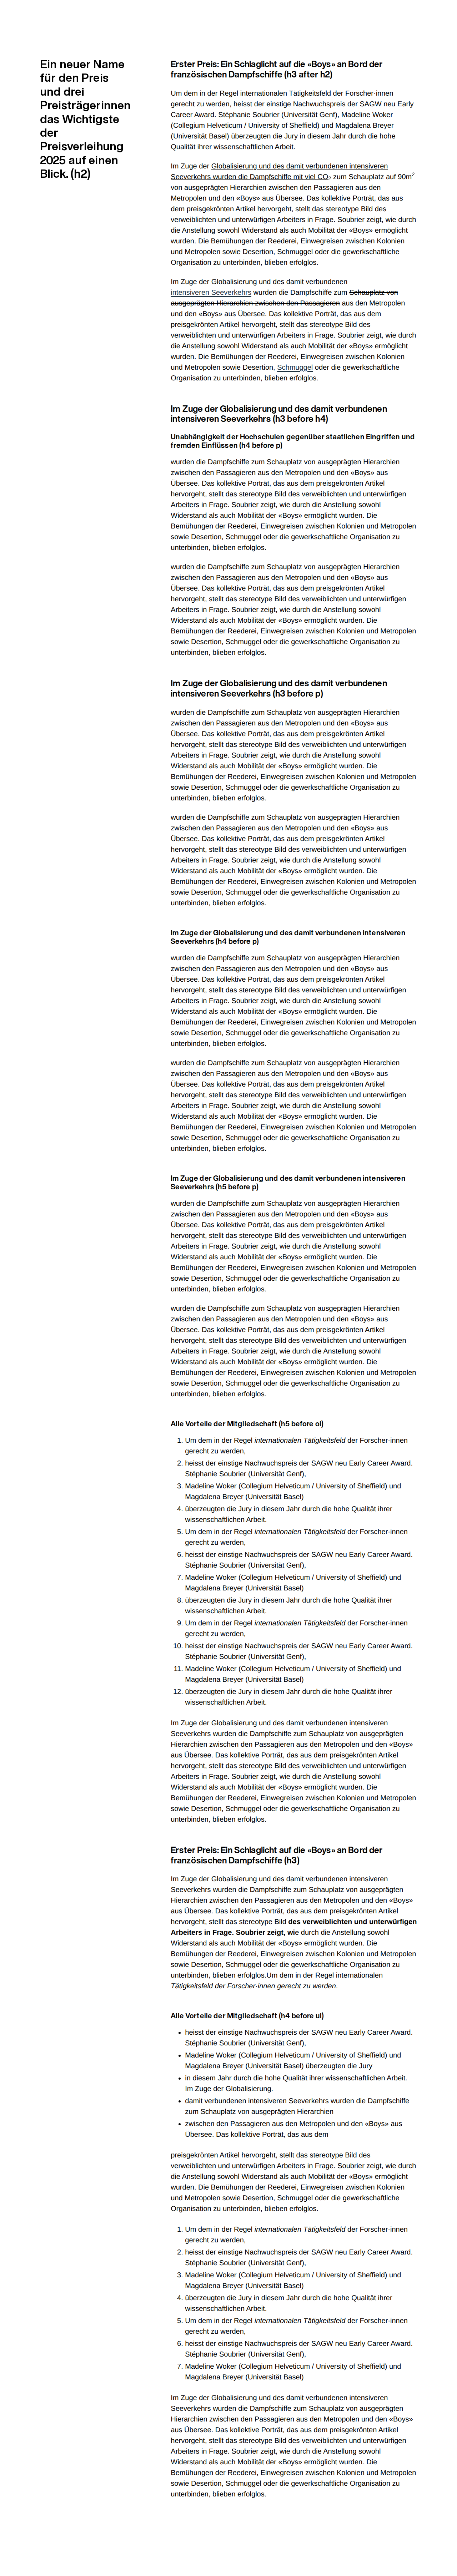 Ein neuer Name
für den Preis
und drei
Preisträgerinnen
das Wichtigste
der
Preisverleihung
2025 auf einen
Blick. (h2)
Erster Preis: Ein Schlaglicht auf die «Boys» an Bord der
französischen Dampfschiffe (h3 after h2)
Um dem in der Regel internationalen Tätigkeitsfeld der Forscher·innen
gerecht zu werden, heisst der einstige Nachwuchspreis der SAGW neu Early
Career Award. Stéphanie Soubrier (Universität Genf), Madeline Woker
(Collegium Helveticum / University of Sheffield) und Magdalena Breyer
(Universität Basel) überzeugten die Jury in diesem Jahr durch die hohe
Qualität ihrer wissenschaftlichen Arbeit.
Im Zuge der Globalisierung und des damit verbundenen intensiveren
Seeverkehrs wurden die Dampfschiffe mit viel CO₂ zum Schauplatz auf 90m²
von ausgeprägten Hierarchien zwischen den Passagieren aus den
Metropolen und den «Boys» aus Übersee. Das kollektive Porträt, das aus
dem preisgekrönten Artikel hervorgeht, stellt das stereotype Bild des
verweiblichten und unterwürfigen Arbeiters in Frage. Soubrier zeigt, wie durch
die Anstellung sowohl Widerstand als auch Mobilität der «Boys» ermöglicht
wurden. Die Bemühungen der Reederei, Einwegreisen zwischen Kolonien
und Metropolen sowie Desertion, Schmuggel oder die gewerkschaftliche
Organisation zu unterbinden, blieben erfolglos.
Im Zuge der Globalisierung und des damit verbundenen
intensiveren Seeverkehrs wurden die Dampfschiffe zum Schauplatz von
ausgeprägten Hierarchien zwischen den Passagieren aus den Metropolen
und den «Boys» aus Übersee. Das kollektive Porträt, das aus dem
preisgekrönten Artikel hervorgeht, stellt das stereotype Bild des
verweiblichten und unterwürfigen Arbeiters in Frage. Soubrier zeigt, wie durch
die Anstellung sowohl Widerstand als auch Mobilität der «Boys» ermöglicht
wurden. Die Bemühungen der Reederei, Einwegreisen zwischen Kolonien
und Metropolen sowie Desertion, Schmuggel oder die gewerkschaftliche
Organisation zu unterbinden, blieben erfolglos.
Im Zuge der Globalisierung und des damit verbundenen
intensiveren Seeverkehrs (h3 before h4)
Unabhängigkeit der Hochschulen gegenüber staatlichen Eingriffen und
fremden Einflüssen (h4 before p)
wurden die Dampfschiffe zum Schauplatz von ausgeprägten Hierarchien
zwischen den Passagieren aus den Metropolen und den «Boys» aus
Übersee. Das kollektive Porträt, das aus dem preisgekrönten Artikel
hervorgeht, stellt das stereotype Bild des verweiblichten und unterwürfigen
Arbeiters in Frage. Soubrier zeigt, wie durch die Anstellung sowohl
Widerstand als auch Mobilität der «Boys» ermöglicht wurden. Die
Bemühungen der Reederei, Einwegreisen zwischen Kolonien und Metropolen
sowie Desertion, Schmuggel oder die gewerkschaftliche Organisation zu
unterbinden, blieben erfolglos.
wurden die Dampfschiffe zum Schauplatz von ausgeprägten Hierarchien
zwischen den Passagieren aus den Metropolen und den «Boys» aus
Übersee. Das kollektive Porträt, das aus dem preisgekrönten Artikel
hervorgeht, stellt das stereotype Bild des verweiblichten und unterwürfigen
Arbeiters in Frage. Soubrier zeigt, wie durch die Anstellung sowohl
Widerstand als auch Mobilität der «Boys» ermöglicht wurden. Die
Bemühungen der Reederei, Einwegreisen zwischen Kolonien und Metropolen
sowie Desertion, Schmuggel oder die gewerkschaftliche Organisation zu
unterbinden, blieben erfolglos.
Im Zuge der Globalisierung und des damit verbundenen
intensiveren Seeverkehrs (h3 before p)
wurden die Dampfschiffe zum Schauplatz von ausgeprägten Hierarchien
zwischen den Passagieren aus den Metropolen und den «Boys» aus
Übersee. Das kollektive Porträt, das aus dem preisgekrönten Artikel
hervorgeht, stellt das stereotype Bild des verweiblichten und unterwürfigen
Arbeiters in Frage. Soubrier zeigt, wie durch die Anstellung sowohl
Widerstand als auch Mobilität der «Boys» ermöglicht wurden. Die
Bemühungen der Reederei, Einwegreisen zwischen Kolonien und Metropolen
sowie Desertion, Schmuggel oder die gewerkschaftliche Organisation zu
unterbinden, blieben erfolglos.
wurden die Dampfschiffe zum Schauplatz von ausgeprägten Hierarchien
zwischen den Passagieren aus den Metropolen und den «Boys» aus
Übersee. Das kollektive Porträt, das aus dem preisgekrönten Artikel
hervorgeht, stellt das stereotype Bild des verweiblichten und unterwürfigen
Arbeiters in Frage. Soubrier zeigt, wie durch die Anstellung sowohl
Widerstand als auch Mobilität der «Boys» ermöglicht wurden. Die
Bemühungen der Reederei, Einwegreisen zwischen Kolonien und Metropolen
sowie Desertion, Schmuggel oder die gewerkschaftliche Organisation zu
unterbinden, blieben erfolglos.
Im Zuge der Globalisierung und des damit verbundenen intensiveren
Seeverkehrs (h4 before p)
wurden die Dampfschiffe zum Schauplatz von ausgeprägten Hierarchien
zwischen den Passagieren aus den Metropolen und den «Boys» aus
Übersee. Das kollektive Porträt, das aus dem preisgekrönten Artikel
hervorgeht, stellt das stereotype Bild des verweiblichten und unterwürfigen
Arbeiters in Frage. Soubrier zeigt, wie durch die Anstellung sowohl
Widerstand als auch Mobilität der «Boys» ermöglicht wurden. Die
Bemühungen der Reederei, Einwegreisen zwischen Kolonien und Metropolen
sowie Desertion, Schmuggel oder die gewerkschaftliche Organisation zu
unterbinden, blieben erfolglos.
wurden die Dampfschiffe zum Schauplatz von ausgeprägten Hierarchien
zwischen den Passagieren aus den Metropolen und den «Boys» aus
Übersee. Das kollektive Porträt, das aus dem preisgekrönten Artikel
hervorgeht, stellt das stereotype Bild des verweiblichten und unterwürfigen
Arbeiters in Frage. Soubrier zeigt, wie durch die Anstellung sowohl
Widerstand als auch Mobilität der «Boys» ermöglicht wurden. Die
Bemühungen der Reederei, Einwegreisen zwischen Kolonien und Metropolen
sowie Desertion, Schmuggel oder die gewerkschaftliche Organisation zu
unterbinden, blieben erfolglos.
Im Zuge der Globalisierung und des damit verbundenen intensiveren
Seeverkehrs (h5 before p)
wurden die Dampfschiffe zum Schauplatz von ausgeprägten Hierarchien
zwischen den Passagieren aus den Metropolen und den «Boys» aus
Übersee. Das kollektive Porträt, das aus dem preisgekrönten Artikel
hervorgeht, stellt das stereotype Bild des verweiblichten und unterwürfigen
Arbeiters in Frage. Soubrier zeigt, wie durch die Anstellung sowohl
Widerstand als auch Mobilität der «Boys» ermöglicht wurden. Die
Bemühungen der Reederei, Einwegreisen zwischen Kolonien und Metropolen
sowie Desertion, Schmuggel oder die gewerkschaftliche Organisation zu
unterbinden, blieben erfolglos.
wurden die Dampfschiffe zum Schauplatz von ausgeprägten Hierarchien
zwischen den Passagieren aus den Metropolen und den «Boys» aus
Übersee. Das kollektive Porträt, das aus dem preisgekrönten Artikel
hervorgeht, stellt das stereotype Bild des verweiblichten und unterwürfigen
Arbeiters in Frage. Soubrier zeigt, wie durch die Anstellung sowohl
Widerstand als auch Mobilität der «Boys» ermöglicht wurden. Die
Bemühungen der Reederei, Einwegreisen zwischen Kolonien und Metropolen
sowie Desertion, Schmuggel oder die gewerkschaftliche Organisation zu
unterbinden, blieben erfolglos.
Alle Vorteile der Mitgliedschaft (h5 before ol)
1. Um dem in der Regel internationalen Tätigkeitsfeld der Forscher·innen
gerecht zu werden,
2. heisst der einstige Nachwuchspreis der SAGW neu Early Career Award.
Stéphanie Soubrier (Universität Genf),
3. Madeline Woker (Collegium Helveticum / University of Sheffield) und
Magdalena Breyer (Universität Basel)
4. überzeugten die Jury in diesem Jahr durch die hohe Qualität ihrer
wissenschaftlichen Arbeit.
5. Um dem in der Regel internationalen Tätigkeitsfeld der Forscher·innen
gerecht zu werden,
6. heisst der einstige Nachwuchspreis der SAGW neu Early Career Award.
Stéphanie Soubrier (Universität Genf),
7. Madeline Woker (Collegium Helveticum / University of Sheffield) und
Magdalena Breyer (Universität Basel)
8. überzeugten die Jury in diesem Jahr durch die hohe Qualität ihrer
wissenschaftlichen Arbeit.
9. Um dem in der Regel internationalen Tätigkeitsfeld der Forscher·innen
gerecht zu werden,
10. heisst der einstige Nachwuchspreis der SAGW neu Early Career Award.
Stéphanie Soubrier (Universität Genf),
11. Madeline Woker (Collegium Helveticum / University of Sheffield) und
Magdalena Breyer (Universität Basel)
12. überzeugten die Jury in diesem Jahr durch die hohe Qualität ihrer
wissenschaftlichen Arbeit.
Im Zuge der Globalisierung und des damit verbundenen intensiveren
Seeverkehrs wurden die Dampfschiffe zum Schauplatz von ausgeprägten
Hierarchien zwischen den Passagieren aus den Metropolen und den «Boys»
aus Übersee. Das kollektive Porträt, das aus dem preisgekrönten Artikel
hervorgeht, stellt das stereotype Bild des verweiblichten und unterwürfigen
Arbeiters in Frage. Soubrier zeigt, wie durch die Anstellung sowohl
Widerstand als auch Mobilität der «Boys» ermöglicht wurden. Die
Bemühungen der Reederei, Einwegreisen zwischen Kolonien und Metropolen
sowie Desertion, Schmuggel oder die gewerkschaftliche Organisation zu
unterbinden, blieben erfolglos.
Erster Preis: Ein Schlaglicht auf die «Boys» an Bord der
französischen Dampfschiffe (h3)
Im Zuge der Globalisierung und des damit verbundenen intensiveren
Seeverkehrs wurden die Dampfschiffe zum Schauplatz von ausgeprägten
Hierarchien zwischen den Passagieren aus den Metropolen und den «Boys»
aus Übersee. Das kollektive Porträt, das aus dem preisgekrönten Artikel
hervorgeht, stellt das stereotype Bild des verweiblichten und unterwürfigen
Arbeiters in Frage. Soubrier zeigt, wie durch die Anstellung sowohl
Widerstand als auch Mobilität der «Boys» ermöglicht wurden. Die
Bemühungen der Reederei, Einwegreisen zwischen Kolonien und Metropolen
sowie Desertion, Schmuggel oder die gewerkschaftliche Organisation zu
unterbinden, blieben erfolglos.Um dem in der Regel internationalen
Tätigkeitsfeld der Forscher·innen gerecht zu werden.
Alle Vorteile der Mitgliedschaft (h4 before ul)
• heisst der einstige Nachwuchspreis der SAGW neu Early Career Award.
Stéphanie Soubrier (Universität Genf),
• Madeline Woker (Collegium Helveticum / University of Sheffield) und
Magdalena Breyer (Universität Basel) überzeugten die Jury
• in diesem Jahr durch die hohe Qualität ihrer wissenschaftlichen Arbeit.
Im Zuge der Globalisierung.
• damit verbundenen intensiveren Seeverkehrs wurden die Dampfschiffe
zum Schauplatz von ausgeprägten Hierarchien
• zwischen den Passagieren aus den Metropolen und den «Boys» aus
Übersee. Das kollektive Porträt, das aus dem
preisgekrönten Artikel hervorgeht, stellt das stereotype Bild des
verweiblichten und unterwürfigen Arbeiters in Frage. Soubrier zeigt, wie durch
die Anstellung sowohl Widerstand als auch Mobilität der «Boys» ermöglicht
wurden. Die Bemühungen der Reederei, Einwegreisen zwischen Kolonien
und Metropolen sowie Desertion, Schmuggel oder die gewerkschaftliche
Organisation zu unterbinden, blieben erfolglos.
1. Um dem in der Regel internationalen Tätigkeitsfeld der Forscher·innen
gerecht zu werden,
2. heisst der einstige Nachwuchspreis der SAGW neu Early Career Award.
Stéphanie Soubrier (Universität Genf),
3. Madeline Woker (Collegium Helveticum / University of Sheffield) und
Magdalena Breyer (Universität Basel)
4. überzeugten die Jury in diesem Jahr durch die hohe Qualität ihrer
wissenschaftlichen Arbeit.
5. Um dem in der Regel internationalen Tätigkeitsfeld der Forscher·innen
gerecht zu werden,
6. heisst der einstige Nachwuchspreis der SAGW neu Early Career Award.
Stéphanie Soubrier (Universität Genf),
7. Madeline Woker (Collegium Helveticum / University of Sheffield) und
Magdalena Breyer (Universität Basel)
Im Zuge der Globalisierung und des damit verbundenen intensiveren
Seeverkehrs wurden die Dampfschiffe zum Schauplatz von ausgeprägten
Hierarchien zwischen den Passagieren aus den Metropolen und den «Boys»
aus Übersee. Das kollektive Porträt, das aus dem preisgekrönten Artikel
hervorgeht, stellt das stereotype Bild des verweiblichten und unterwürfigen
Arbeiters in Frage. Soubrier zeigt, wie durch die Anstellung sowohl
Widerstand als auch Mobilität der «Boys» ermöglicht wurden. Die
Bemühungen der Reederei, Einwegreisen zwischen Kolonien und Metropolen
sowie Desertion, Schmuggel oder die gewerkschaftliche Organisation zu
unterbinden, blieben erfolglos.